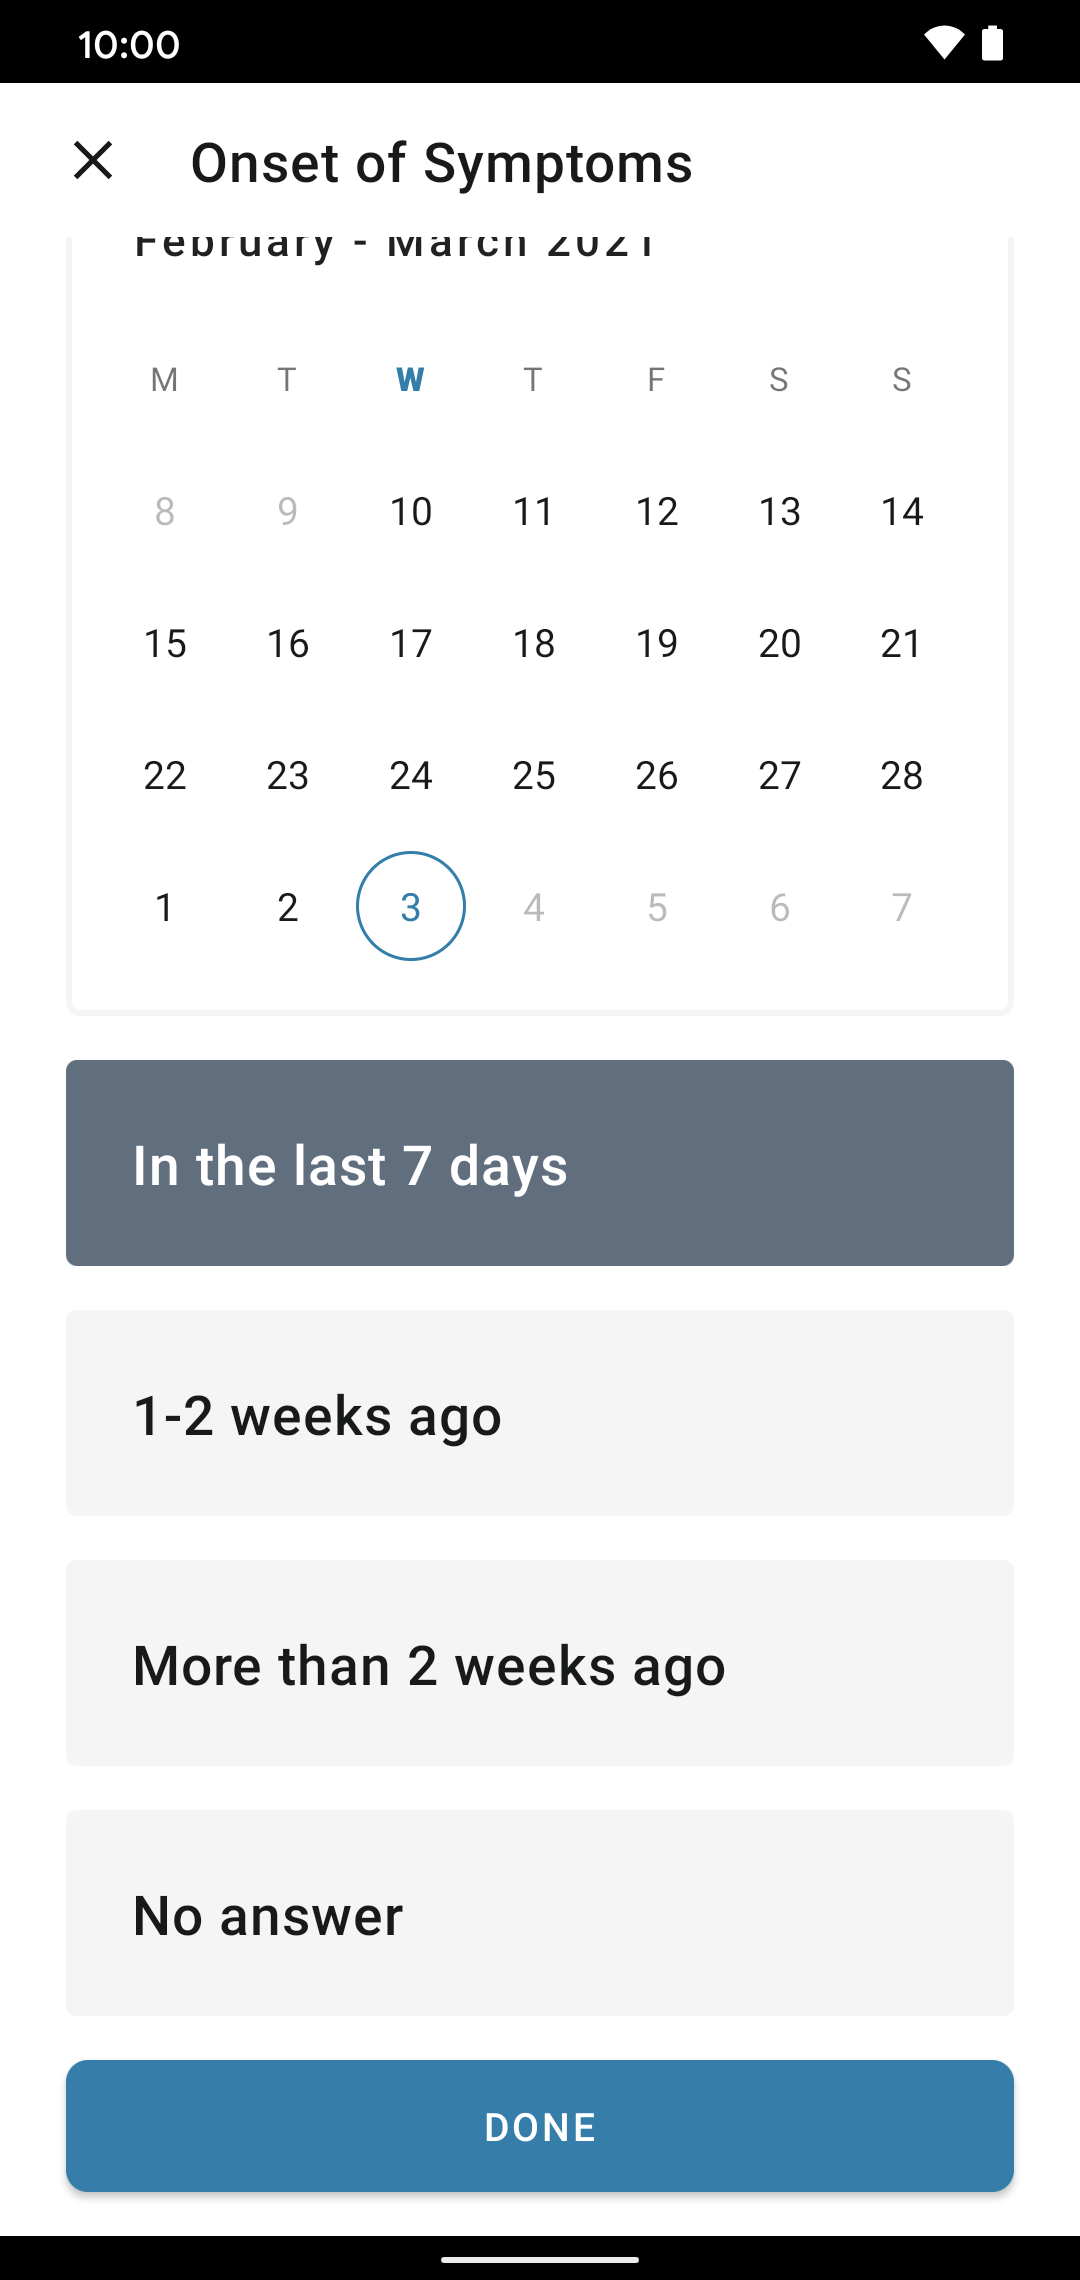 10:00
Onset of Symptoms
February - March 2021
M T W T F S S
8 9 10 11 12 13 14
15 16 17 18 19 20 21
22 23 24 25 26 27 28
1 2 3 4 5 6 7
In the last 7 days
1-2 weeks ago
More than 2 weeks ago
No answer
DONE